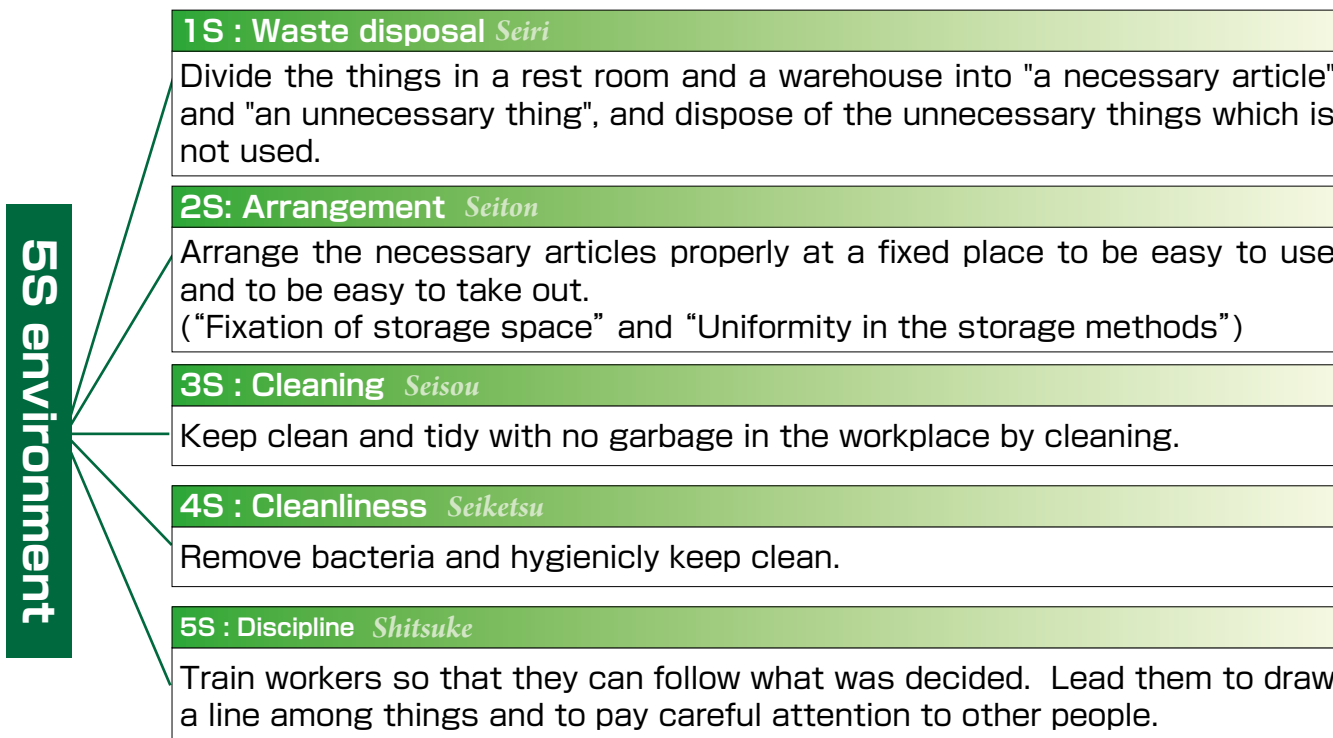 5S environment
1S : Waste disposal Seiri
Divide the things in a rest room and a warehouse into "a necessary article"
and "an unnecessary thing", and dispose of the unnecessary things which is
not used.
2S: Arrangement Seiton
Arrange the necessary articles properly at a fixed place to be easy to use
and to be easy to take out.
(“Fixation of storage space” and “Uniformity in the storage methods”)
3S : Cleaning Seisou
Keep clean and tidy with no garbage in the workplace by cleaning.
4S : Cleanliness Seiketsu
Remove bacteria and hygienicly keep clean.
5S : Discipline Shitsuke
Train workers so that they can follow what was decided. Lead them to draw
a line among things and to pay careful attention to other people.